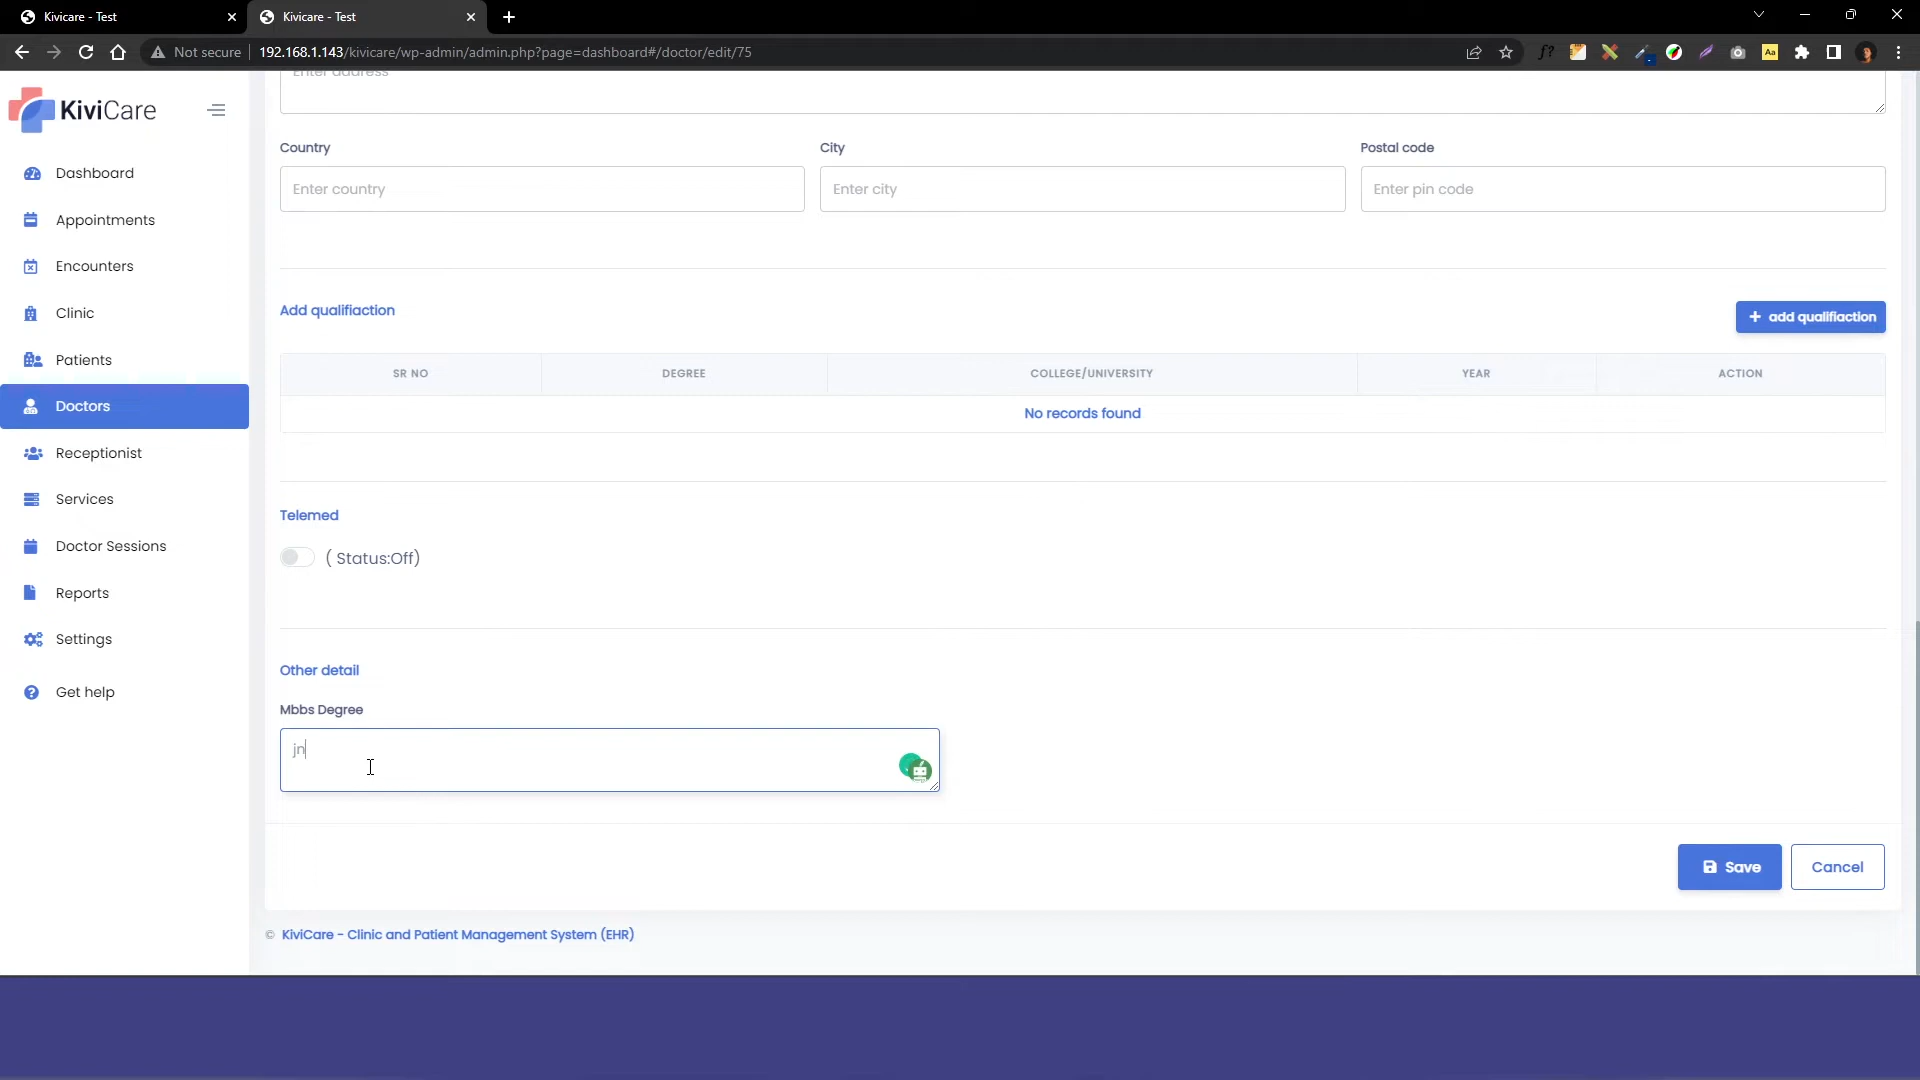 Kivicare - Test
Kivicare - Test
Not secure
192.168.1.143/kivicare/wp-admin/admin.php?page=dashboard#/doctor/edit/75
KiviCare
Dashboard
Appointments
Encounters
Clinic
Patients
Doctors
Receptionist
Services
Doctor Sessions
Reports
Settings
Get help
Enter address
Country
City
Postal code
Enter country
Enter city
Enter pin code
Add qualifiaction
+ add qualifiaction
SR NO
DEGREE
COLLEGE/UNIVERSITY
YEAR
ACTION
No records found
Telemed
( Status:Off)
Other detail
Mbbs Degree
jn
Save
Cancel
© KiviCare - Clinic and Patient Management System (EHR)